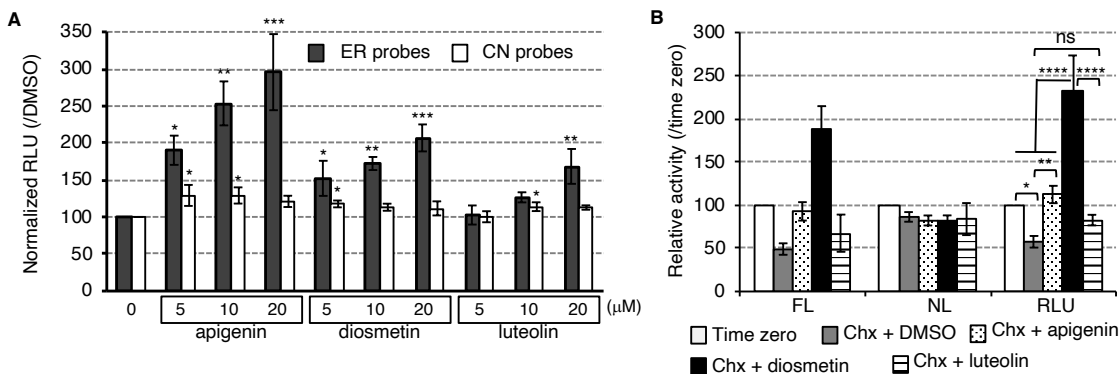 A
Normalized RLU (/DMSO)
350
300
250
200
150
100
50
0
ER probes
CN probes
*
*
**
*
***
*
*
**
***
*
**
0
5
10
20
5
10
20
5
10
20
(μM)
apigenin
diosmetin
luteolin
B
Relative activity (/time zero)
300
250
200
150
100
50
0
ns
****
****
**
*
FL
NL
RLU
Time zero
Chx + DMSO
Chx + apigenin
Chx + diosmetin
Chx + luteolin